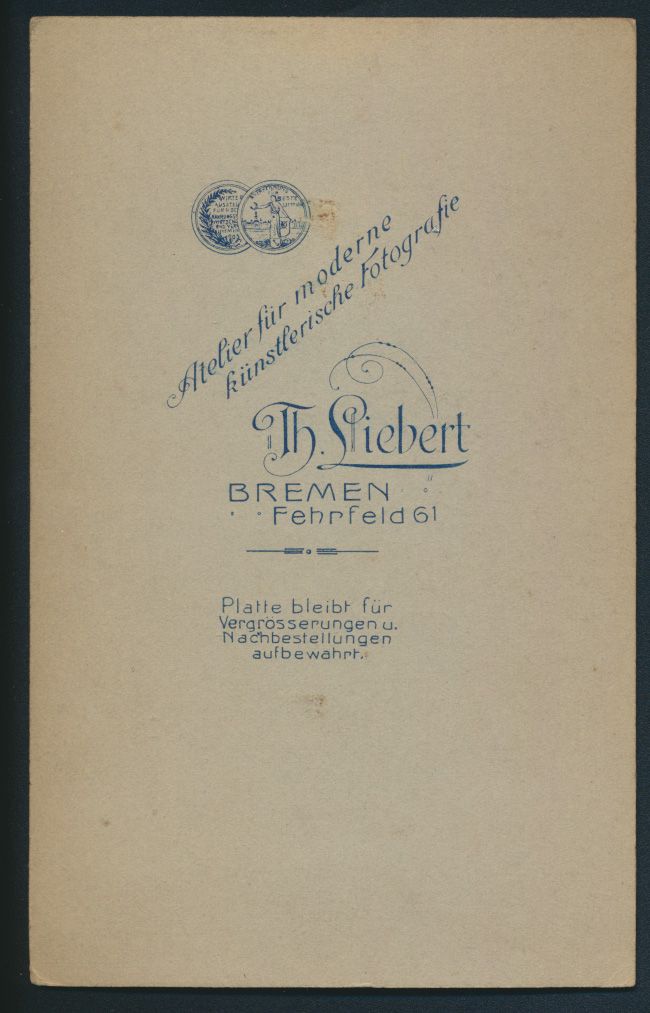 Atelier für moderne
künstlerische Fotografie
Th. Liebert
BREMEN
Fehrfeld 61
Platte bleibt für
Vergrösserungen u.
Nachbestellungen
aufbewahrt.